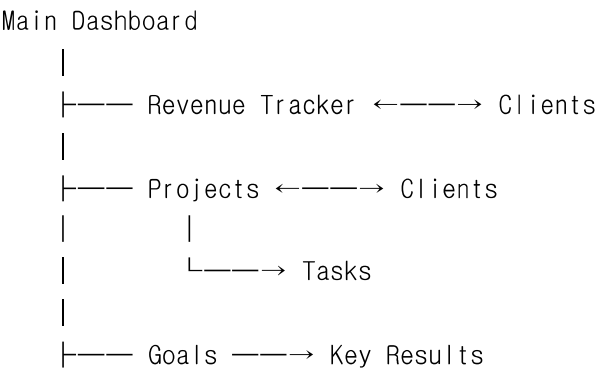 Main Dashboard
|
├── Revenue Tracker ←──→ Clients
|
├── Projects ←──→ Clients
|        |
|        └───→ Tasks
|
├── Goals ───→ Key Results